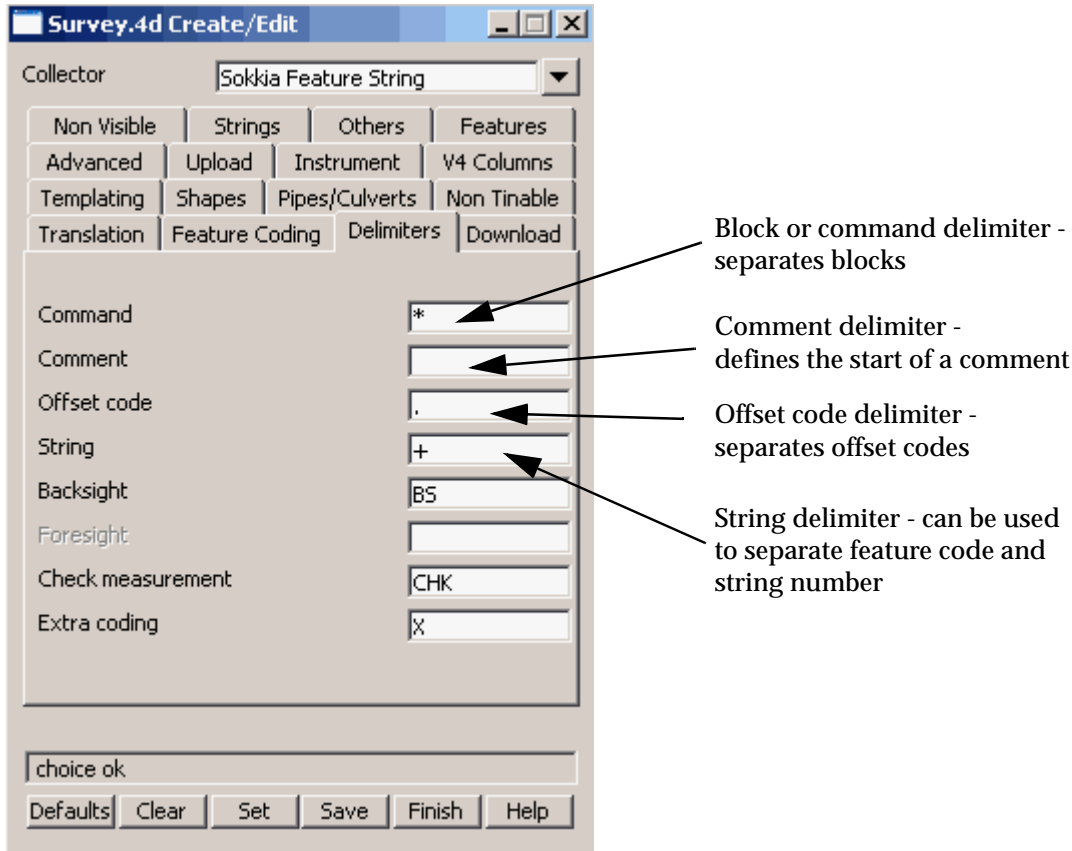 Survey.4d Create/Edit
Collector Sokkia Feature String
Non Visible Strings Others Features
Advanced Upload Instrument V4 Columns
Templating Shapes Pipes/Culverts Non Tinable
Translation Feature Coding Delimiters Download
Command *
Comment
Offset code .
String +
Backsight BS
Foresight
Check measurement CHK
Extra coding X
choice ok
Defaults Clear Set Save Finish Help
Block or command delimiter -
separates blocks
Comment delimiter -
defines the start of a comment
Offset code delimiter -
separates offset codes
String delimiter - can be used
to separate feature code and
string number